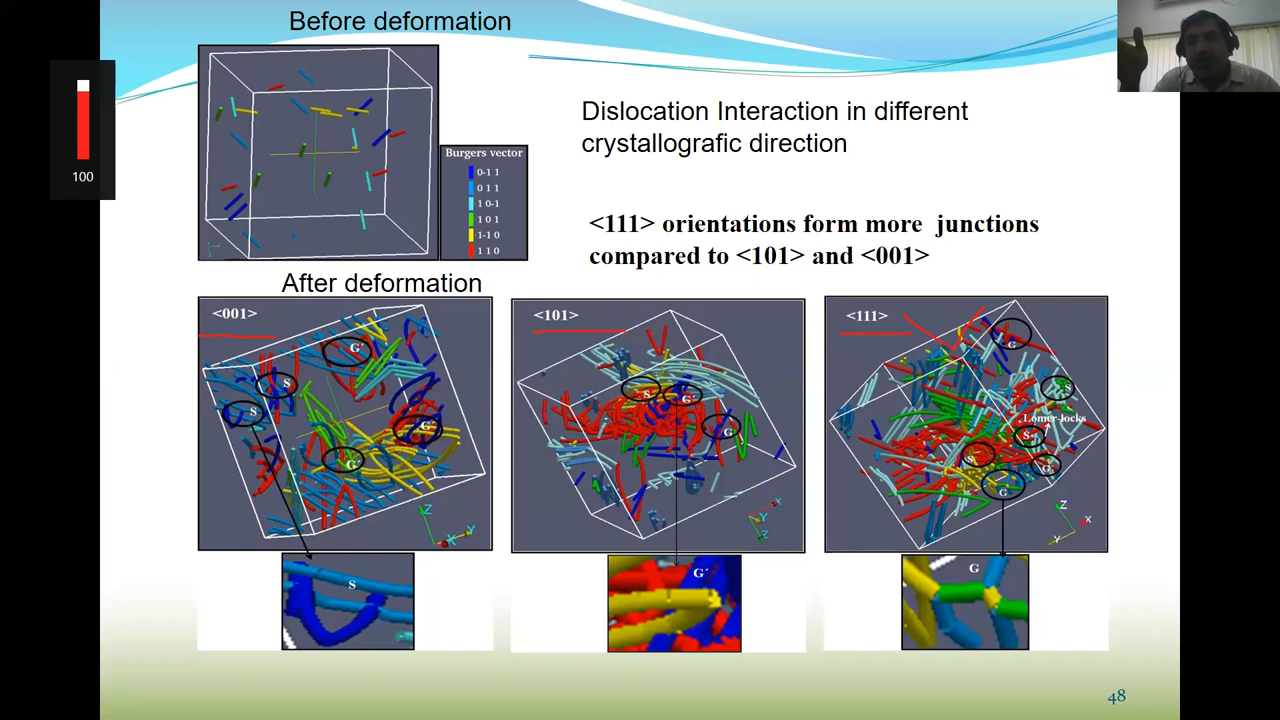 Before deformation
100
Burgers vector
0-1 1
0 1 1
1 0-1
1 0 1
1-1 0
1 1 0
Dislocation Interaction in different
crystallografic direction
<111> orientations form more junctions
compared to <101> and <001>
After deformation
<001>
G´
S
S
G´
G´
<101>
S
G´
G
<111>
G
S
Lomer-locks
S
S
G
G
Z
Y
X
X
Y
Z
Z
X
Y
S
G´
G
48